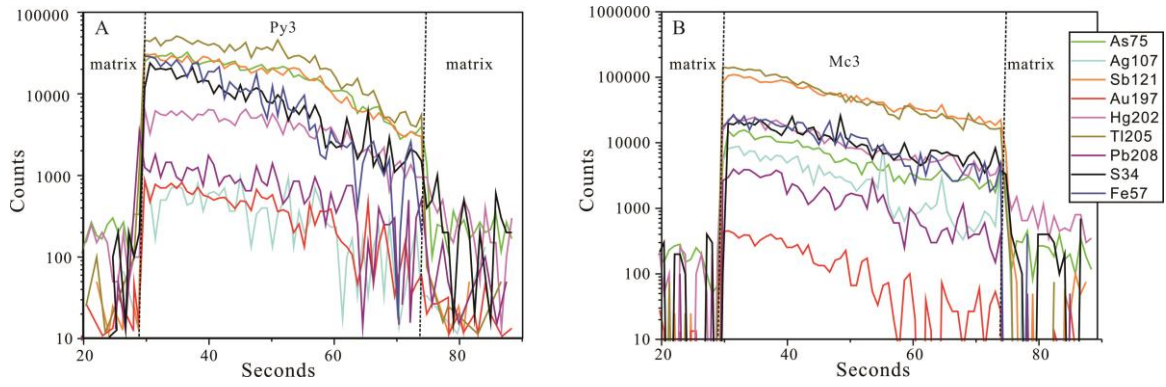 100000
A
Py3
matrix
matrix
10000
1000
100
10
Counts
20
40
60
80
Seconds
1000000
B
Mc3
matrix
matrix
100000
10000
1000
100
10
Counts
20
40
60
80
Seconds
As75
Ag107
Sb121
Au197
Hg202
Tl205
Pb208
S34
Fe57